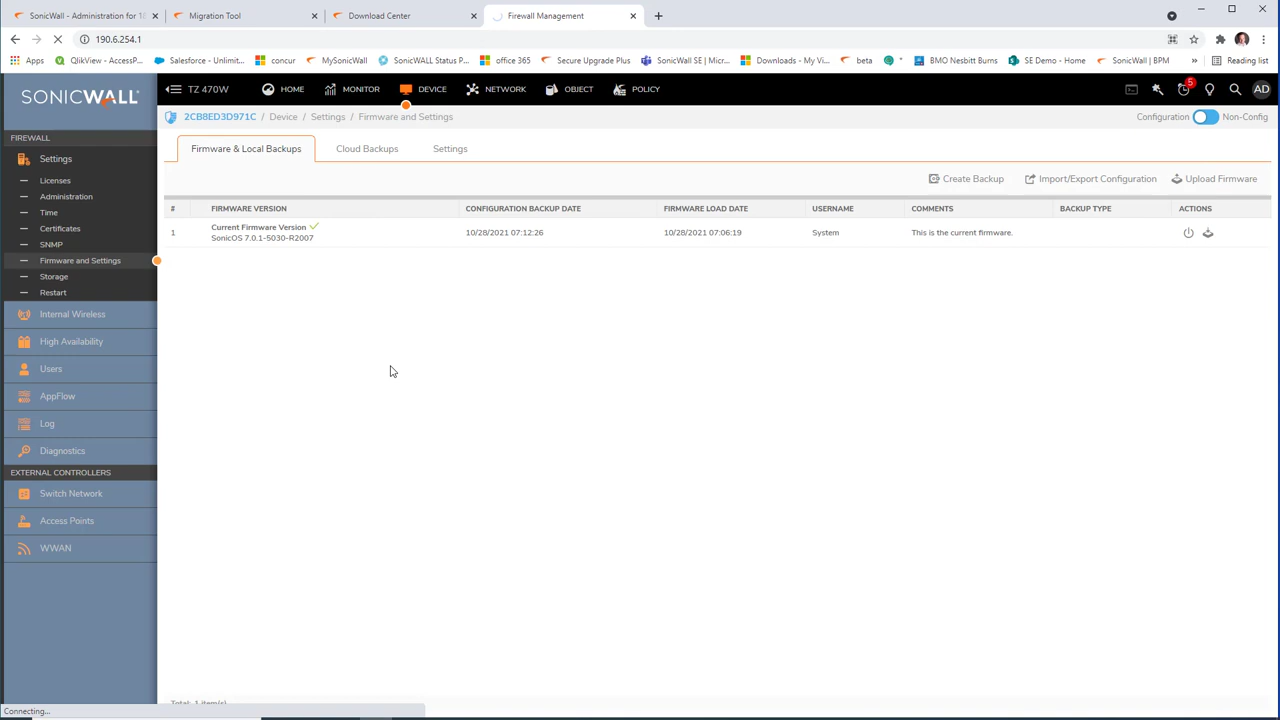 SonicWall - Administration for 18
Migration Tool
Download Center
Firewall Management
190.6.254.1
Apps
QlikView - AccessP...
Salesforce - Unlimit...
concur
MySonicWall
SonicWALL Status P...
office 365
Secure Upgrade Plus
SonicWall SE | Micr...
Downloads - My Vi...
beta
BMO Nesbitt Burns
SE Demo - Home
SonicWall | BPM
Reading list
SONICWALL
TZ 470W
HOME
MONITOR
DEVICE
NETWORK
OBJECT
POLICY
5
AD
2CB8ED3D971C / Device / Settings / Firmware and Settings
Configuration
Non-Config
FIREWALL
Settings
Licenses
Administration
Time
Certificates
SNMP
Firmware and Settings
Storage
Restart
Internal Wireless
High Availability
Users
AppFlow
Log
Diagnostics
EXTERNAL CONTROLLERS
Switch Network
Access Points
WWAN
Firmware & Local Backups
Cloud Backups
Settings
Create Backup
Import/Export Configuration
Upload Firmware
# FIRMWARE VERSION CONFIGURATION BACKUP DATE FIRMWARE LOAD DATE USERNAME COMMENTS BACKUP TYPE ACTIONS
1 Current Firmware Version 10/28/2021 07:12:26 10/28/2021 07:06:19 System This is the current firmware.
SonicOS 7.0.1-5030-R2007
Total: 1 item(s)
Connecting...